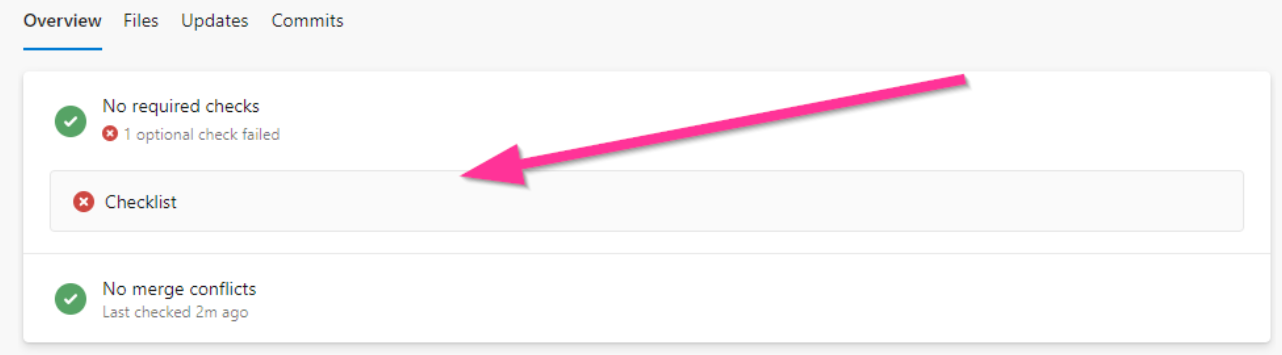 Overview Files Updates Commits
No required checks
1 optional check failed
Checklist
No merge conflicts
Last checked 2m ago